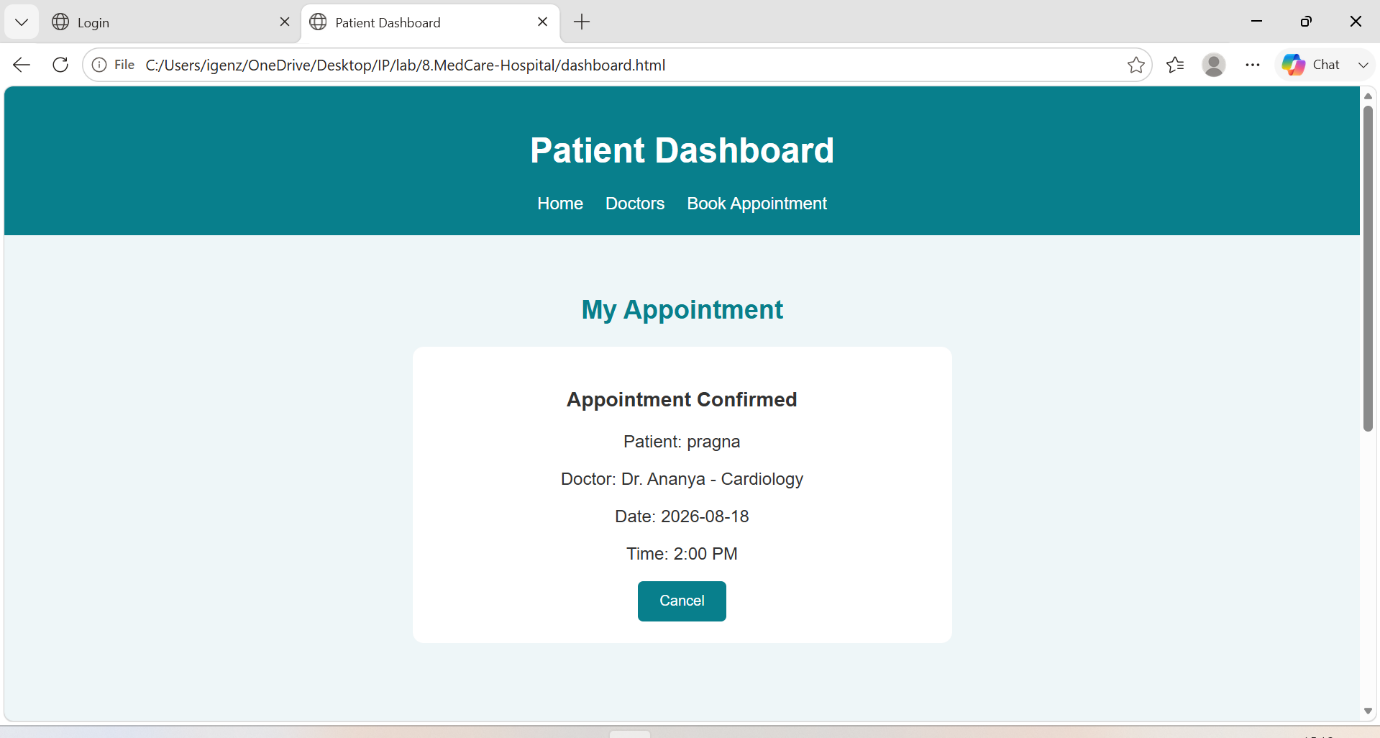 Login
Patient Dashboard
File C:/Users/igenz/OneDrive/Desktop/IP/lab/8.MedCare-Hospital/dashboard.html
Chat
Patient Dashboard
Home Doctors Book Appointment
My Appointment
Appointment Confirmed
Patient: pragna
Doctor: Dr. Ananya - Cardiology
Date: 2026-08-18
Time: 2:00 PM
Cancel